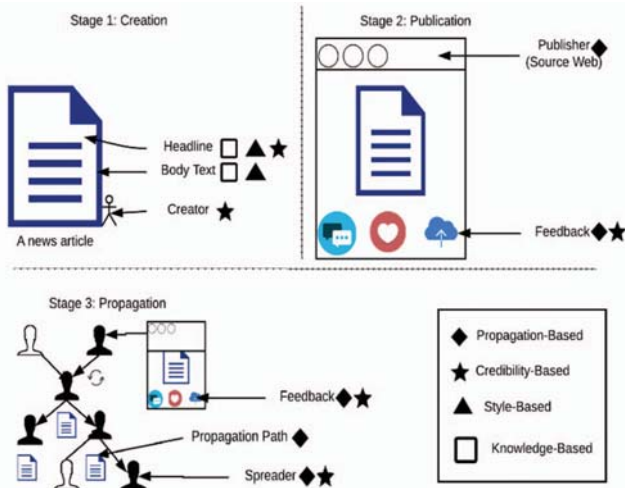 Stage 1: Creation
Headline
Body Text
Creator
A news article
Stage 2: Publication
Publisher
(Source Web)
Feedback
Stage 3: Propagation
Feedback
Propagation Path
Spreader
Propagation-Based
Credibility-Based
Style-Based
Knowledge-Based